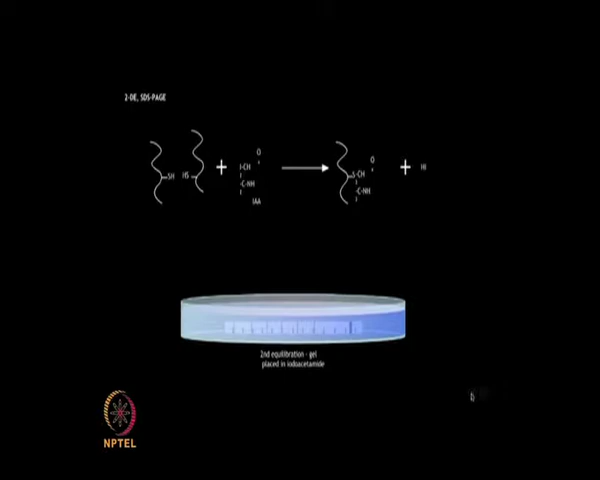 2-DE, SDS-PAGE
SH HS + I-CH O + S-CH O HI
-C-NH -C-NH
IAA
2nd equilibration - gel
placed in iodoacetamide
NPTEL